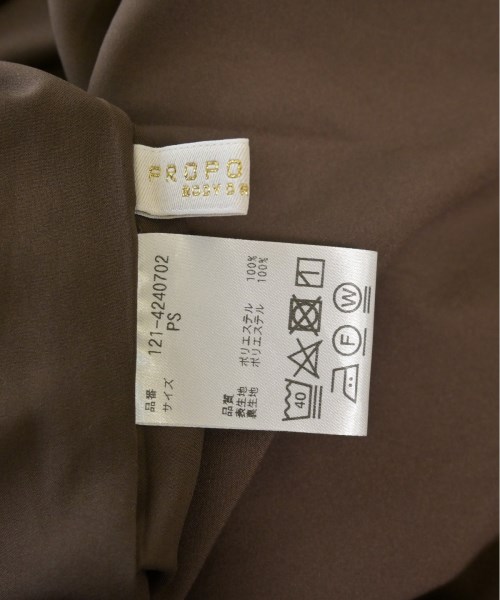 PROPO
BODY D
品番 121-4240702
サイズ PS
品質
表生地 ポリエステル 100%
裏生地 ポリエステル 100%
40
F
W